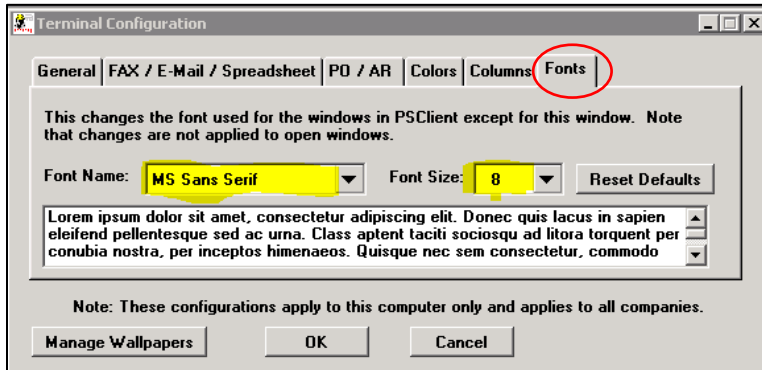 Terminal Configuration
General FAX / E-Mail / Spreadsheet PO / AR Colors Columns Fonts
This changes the font used for the windows in PSClient except for this window. Note
that changes are not applied to open windows.
Font Name: MS Sans Serif Font Size: 8 Reset Defaults
Lorem ipsum dolor sit amet, consectetur adipiscing elit. Donec quis lacus in sapien
eleifend pellentesque sed ac urna. Class aptent taciti sociosqu ad litora torquent per
conubia nostra, per inceptos himenaeos. Quisque nec sem consectetur, commodo
Note: These configurations apply to this computer only and applies to all companies.
Manage Wallpapers OK Cancel